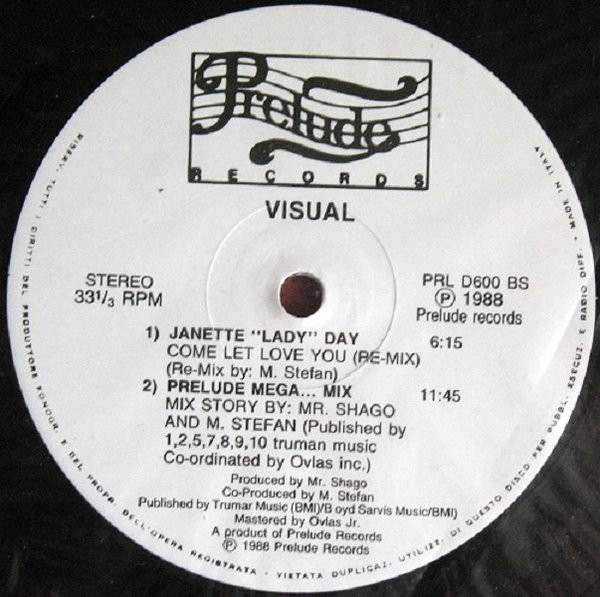 Prelude
RECORDS
VISUAL
STEREO
33 1/3 RPM
PRL D600 BS
Ⓟ 1988
Prelude records
1) JANETTE "LADY" DAY 6:15
COME LET LOVE YOU (RE-MIX)
(Re-Mix by: M. Stefan)
2) PRELUDE MEGA... MIX 11:45
MIX STORY BY: MR. SHAGO
AND M. STEFAN (Published by
1,2,5,7,8,9,10 truman music
Co-ordinated by Ovlas inc.)
Produced by Mr. Shago
Co-Produced by M. Stefan
Published by Trumar Music (BMI)/B oyd Sarvis Music/BMI)
Mastered by Ovlas Jr.
A product of Prelude Records
Ⓟ 1988 Prelude Records
RISERV. TUTTI I DIRITTI DEL PRODUTTORE FONOGR. E DEL PROPR. DELL'OPERA REGISTRATA - VIETATA DUPLICAZ. UTILIZZ. DI QUESTO DISCO PER PUBBL. ESECUZ. E RADIO DIFF. - MADE IN ITALY